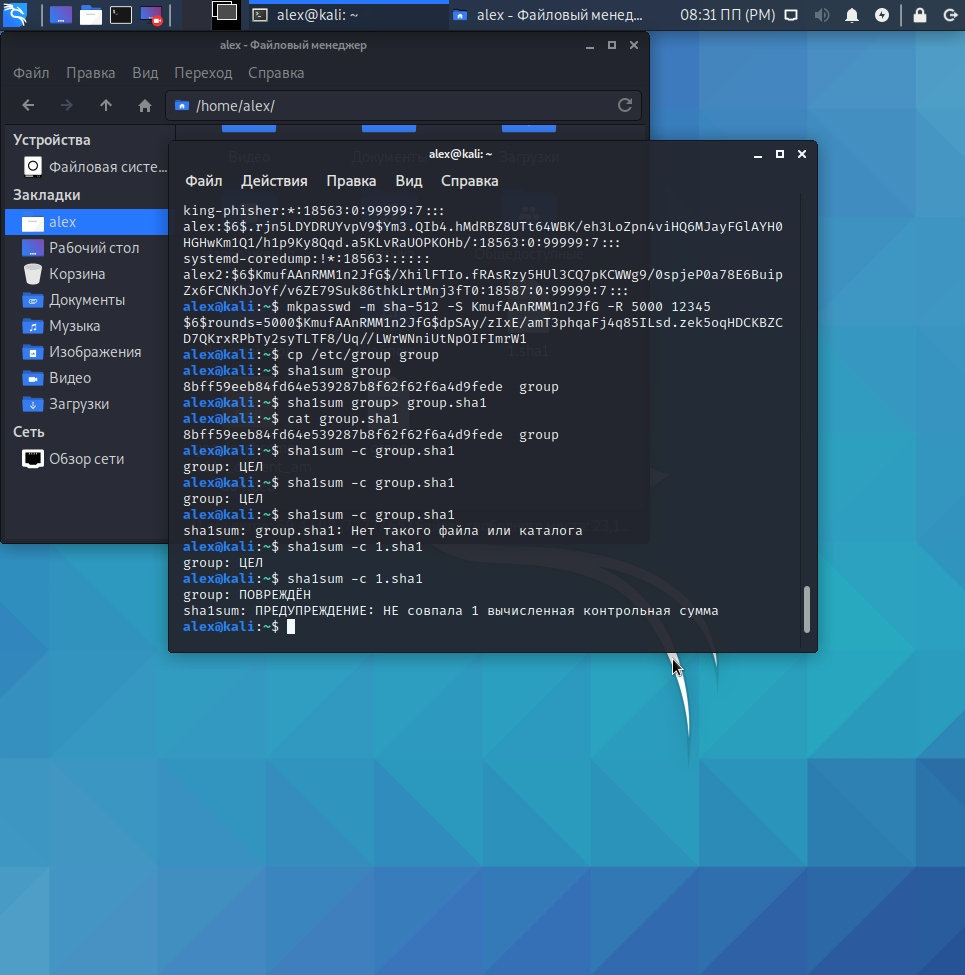 alex@kali: ~
alex - Файловый менед...
08:31 ПП (PM)
alex - Файловый менеджер
Файл Правка Вид Переход Справка
/home/alex/
Устройства
Файловая систе...
Закладки
alex
Рабочий стол
Корзина
Документы
Музыка
Изображения
Видео
Загрузки
Сеть
Обзор сети
alex@kali: ~
Файл Действия Правка Вид Справка
king-phisher:*:18563:0:99999:7:::
alex:$6$.rjn5LDYDRUYvpV9$Ym3.QIb4.hMdRBZ8UTt64WBK/eh3LoZpn4viHQ6MJayFGlAYH0
HGHwKm1Q1/h1p9Ky8Qqd.a5KLvRaUOPKOHb/:18563:0:99999:7:::
systemd-coredump:!*:18563::::::
alex2:$6$KmufAAnRMM1n2JfG$/XhilFTIo.fRAsRzy5HUl3CQ7pKCWWg9/0spjeP0a78E6Buip
Zx6FCNKhJoYf/v6ZE79Suk86thkLrtMnj3fT0:18587:0:99999:7:::
alex@kali:~$ mkpasswd -m sha-512 -S KmufAAnRMM1n2JfG -R 5000 12345
$6$rounds=5000$KmufAAnRMM1n2JfG$dpSAy/zIxE/amT3phqaFj4q85ILsd.zek5oqHDCKBZC
D7QKrxRPbTy2syTLTF8/Uq//LWrWNniUtNpOIFImrW1
alex@kali:~$ cp /etc/group group
alex@kali:~$ sha1sum group
8bff59eeb84fd64e539287b8f62f62f6a4d9fede  group
alex@kali:~$ sha1sum group> group.sha1
alex@kali:~$ cat group.sha1
8bff59eeb84fd64e539287b8f62f62f6a4d9fede  group
alex@kali:~$ sha1sum -c group.sha1
group: ЦЕЛ
alex@kali:~$ sha1sum -c group.sha1
group: ЦЕЛ
alex@kali:~$ sha1sum -c group.sha1
sha1sum: group.sha1: Нет такого файла или каталога
alex@kali:~$ sha1sum -c 1.sha1
group: ЦЕЛ
alex@kali:~$ sha1sum -c 1.sha1
group: ПОВРЕЖДЁН
sha1sum: ПРЕДУПРЕЖДЕНИЕ: НЕ совпала 1 вычисленная контрольная сумма
alex@kali:~$